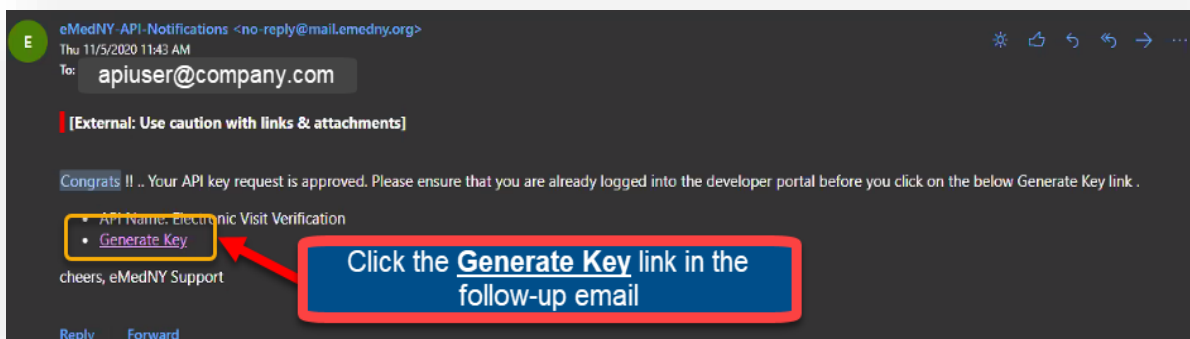 E
eMedNY-API-Notifications <no-reply@mail.emedny.org>
Thu 11/5/2020 11:43 AM
To: apiuser@company.com
[External: Use caution with links & attachments]
Congrats !! .. Your API key request is approved. Please ensure that you are already logged into the developer portal before you click on the below Generate Key link .
• API Name: Electronic Visit Verification
• Generate Key
Click the Generate Key link in the
follow-up email
cheers, eMedNY Support
Reply Forward